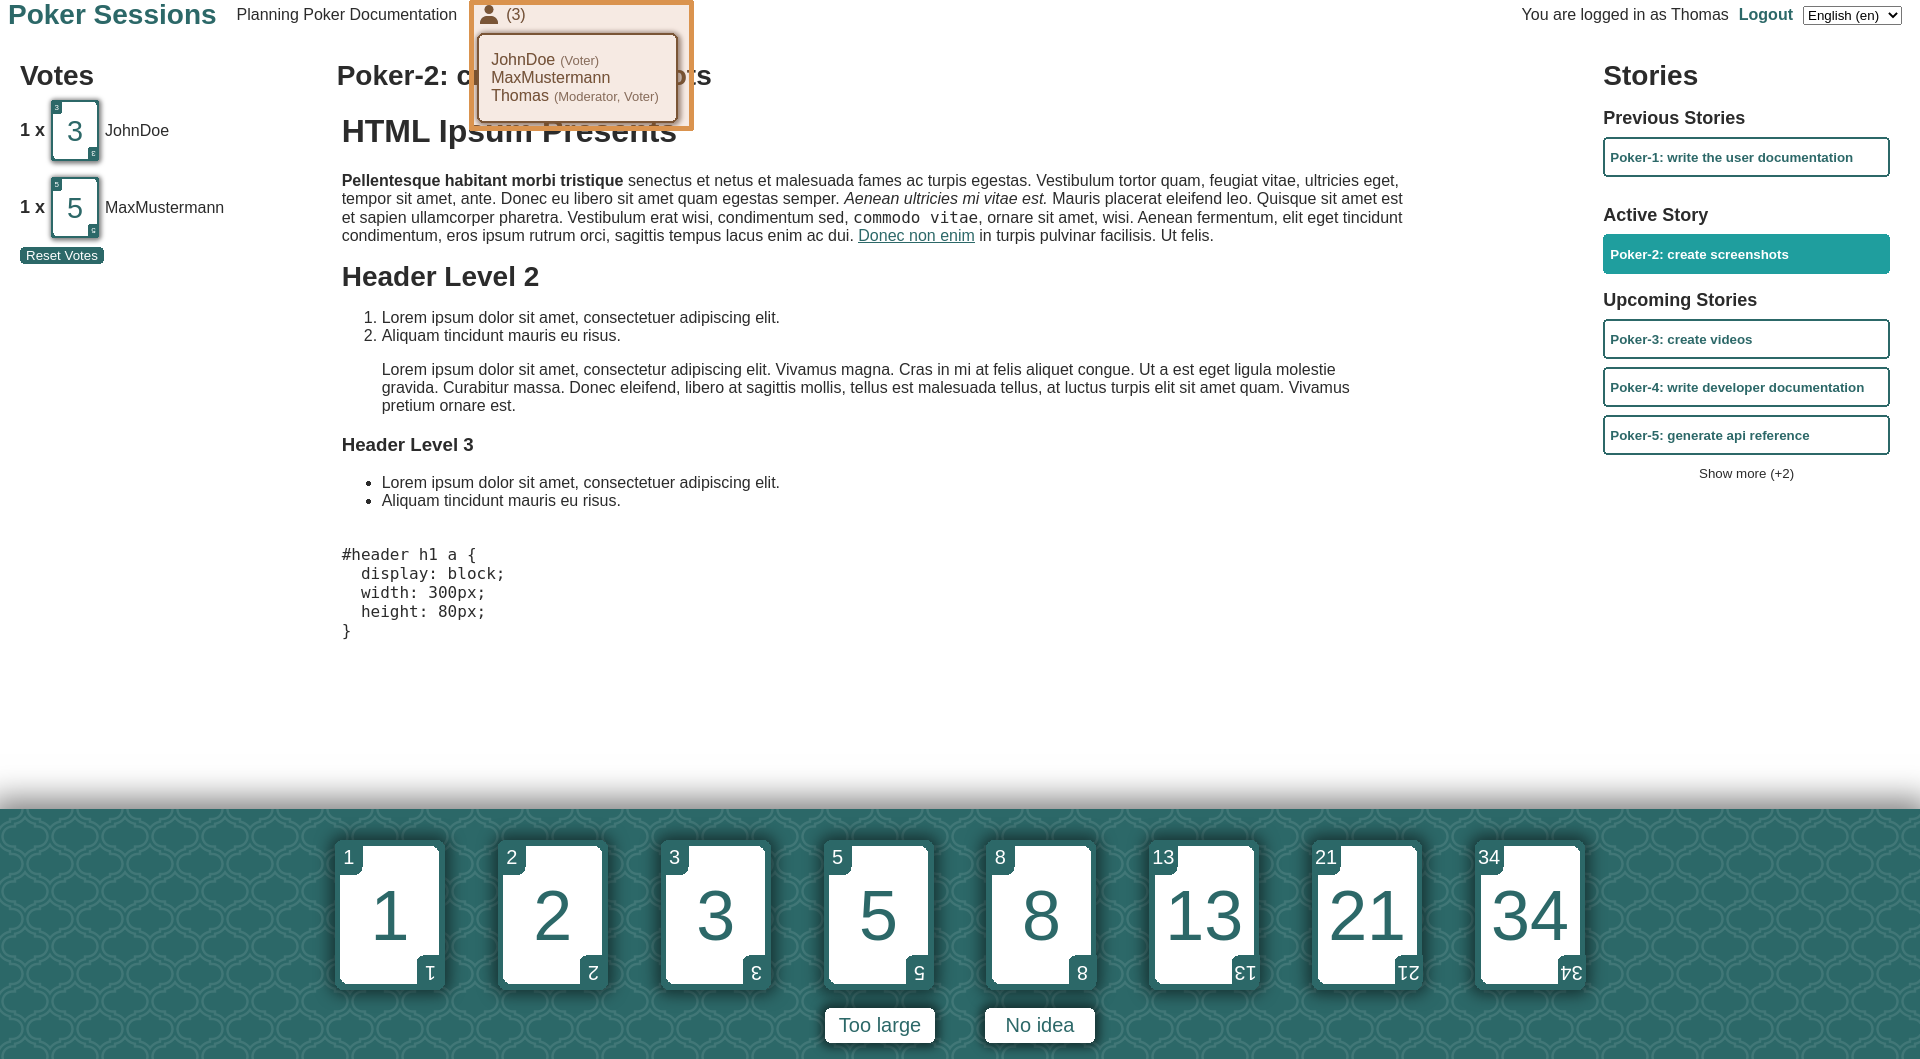 Poker Sessions Planning Poker Documentation (3) You are logged in as Thomas Logout English (en)
JohnDoe (Voter)
MaxMustermann
Thomas (Moderator, Voter)
Votes
3
1 x 3 JohnDoe
3
5
1 x 5 MaxMustermann
5
Reset Votes
Poker-2: create screenshots
HTML Ipsum Presents
Pellentesque habitant morbi tristique senectus et netus et malesuada fames ac turpis egestas. Vestibulum tortor quam, feugiat vitae, ultricies eget,
tempor sit amet, ante. Donec eu libero sit amet quam egestas semper. Aenean ultricies mi vitae est. Mauris placerat eleifend leo. Quisque sit amet est
et sapien ullamcorper pharetra. Vestibulum erat wisi, condimentum sed, commodo vitae, ornare sit amet, wisi. Aenean fermentum, elit eget tincidunt
condimentum, eros ipsum rutrum orci, sagittis tempus lacus enim ac dui. Donec non enim in turpis pulvinar facilisis. Ut felis.
Header Level 2
1. Lorem ipsum dolor sit amet, consectetuer adipiscing elit.
2. Aliquam tincidunt mauris eu risus.
Lorem ipsum dolor sit amet, consectetur adipiscing elit. Vivamus magna. Cras in mi at felis aliquet congue. Ut a est eget ligula molestie
gravida. Curabitur massa. Donec eleifend, libero at sagittis mollis, tellus est malesuada tellus, at luctus turpis elit sit amet quam. Vivamus
pretium ornare est.
Header Level 3
• Lorem ipsum dolor sit amet, consectetuer adipiscing elit.
• Aliquam tincidunt mauris eu risus.
#header h1 a {
  display: block;
  width: 300px;
  height: 80px;
}
Stories
Previous Stories
Poker-1: write the user documentation
Active Story
Poker-2: create screenshots
Upcoming Stories
Poker-3: create videos
Poker-4: write developer documentation
Poker-5: generate api reference
Show more (+2)
1 2 3 5 8 13 21 34
1 2 3 5 8 13 21 34
1 2 3 5 8 13 21 34
Too large No idea